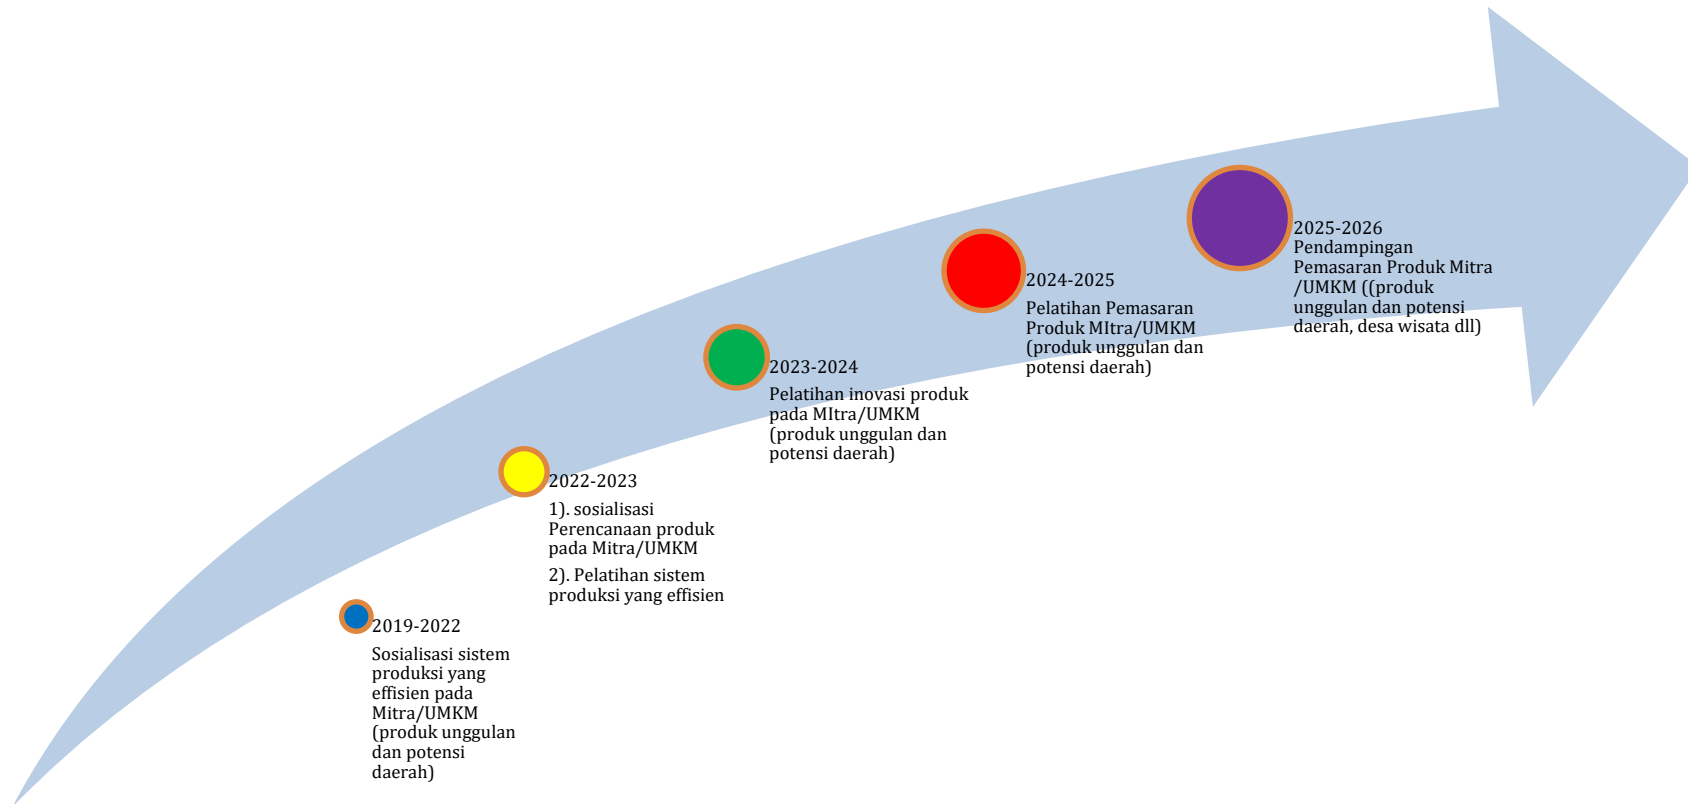 2019-2022
Sosialisasi sistem
produksi yang
effisien pada
Mitra/UMKM
(produk unggulan
dan potensi
daerah)
2022-2023
1). sosialisasi
Perencanaan produk
pada Mitra/UMKM
2). Pelatihan sistem
produksi yang effisien
2023-2024
Pelatihan inovasi produk
pada MItra/UMKM
(produk unggulan dan
potensi daerah)
2024-2025
Pelatihan Pemasaran
Produk MItra/UMKM
(produk unggulan dan
potensi daerah)
2025-2026
Pendampingan
Pemasaran Produk Mitra
/UMKM ((produk
unggulan dan potensi
daerah, desa wisata dll)